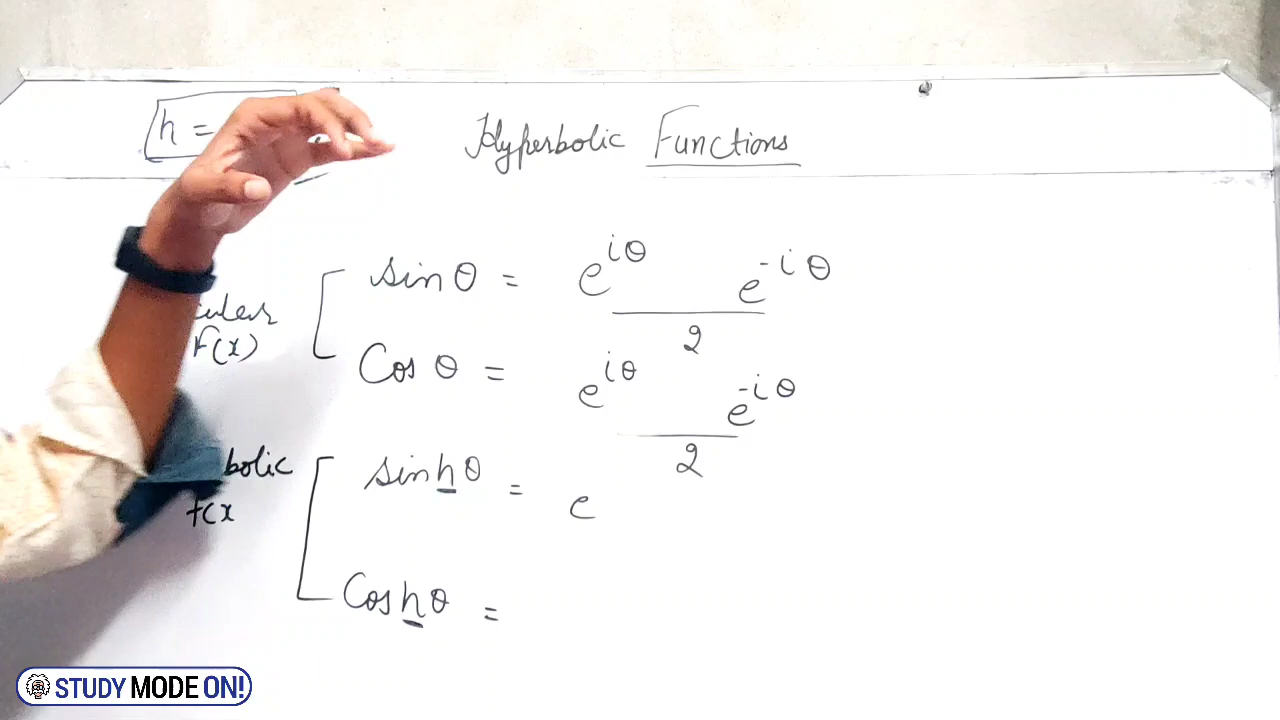 h =
Hyperbolic Functions
sin θ = e^{iθ} e^{-iθ}
2
Cos θ = e^{iθ} e^{-iθ}
2
F(x)
bolic
sinhθ = e
f(x
Coshθ =
STUDY MODE ON!